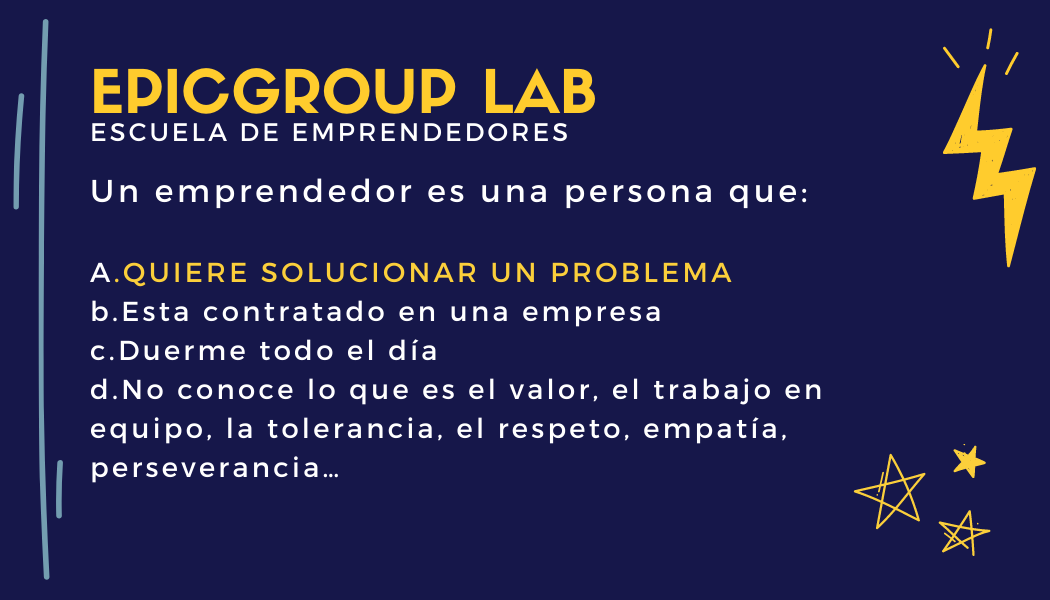 EPICGROUP LAB
ESCUELA DE EMPRENDEDORES
Un emprendedor es una persona que:
A.QUIERE SOLUCIONAR UN PROBLEMA
b.Esta contratado en una empresa
c.Duerme todo el día
d.No conoce lo que es el valor, el trabajo en
equipo, la tolerancia, el respeto, empatía,
perseverancia…